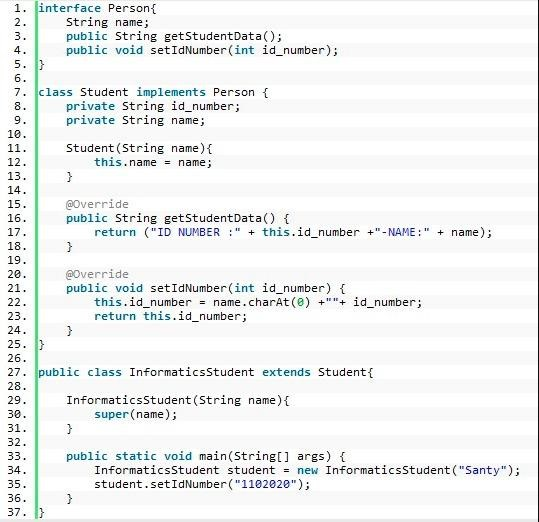 1. interface Person{
2.     String name;
3.     public String getStudentData();
4.     public void setIdNumber(int id_number);
5. }
6.
7. class Student implements Person {
8.     private String id_number;
9.     private String name;
10.
11.     Student(String name){
12.         this.name = name;
13.     }
14.
15.     @Override
16.     public String getStudentData() {
17.         return ("ID NUMBER :" + this.id_number +"-NAME:" + name);
18.     }
19.
20.     @Override
21.     public void setIdNumber(int id_number) {
22.         this.id_number = name.charAt(0) +""+ id_number;
23.         return this.id_number;
24.     }
25. }
26.
27. public class InformaticsStudent extends Student{
28.
29.     InformaticsStudent(String name){
30.         super(name);
31.     }
32.
33.     public static void main(String[] args) {
34.         InformaticsStudent student = new InformaticsStudent("Santy");
35.         student.setIdNumber("1102020");
36.     }
37. }